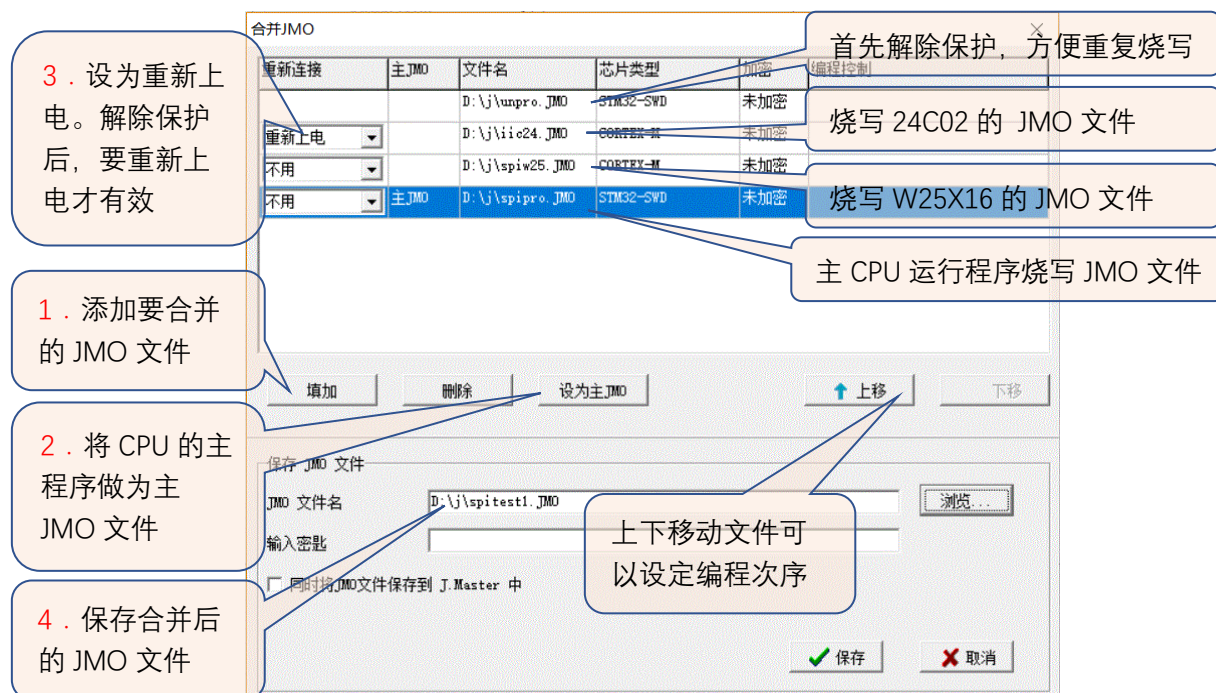 合并JMO
重新连接 主JMO 文件名 芯片类型 加密 编程控制
D:\j\unpro.JMO STM32-SWD 未加密
重新上电 D:\j\iic24.JMO CORTEX-M 未加密
不用 D:\j\spiw25.JMO CORTEX-M 未加密
不用 主JMO D:\j\spipro.JMO STM32-SWD 未加密
首先解除保护，方便重复烧写
烧写 24C02 的 JMO 文件
烧写 W25X16 的 JMO 文件
主 CPU 运行程序烧写 JMO 文件
3．设为重新上
电。解除保护
后，要重新上
电才有效
1．添加要合并
的 JMO 文件
填加 删除 设为主JMO 上移 下移
2．将 CPU 的主
程序做为主
JMO 文件
保存 JMO 文件
JMO 文件名 D:\j\spitest1.JMO 浏览...
输入密匙
上下移动文件可
以设定编程次序
同时将JMO文件保存到 J.Master 中
4．保存合并后
的 JMO 文件
保存 取消